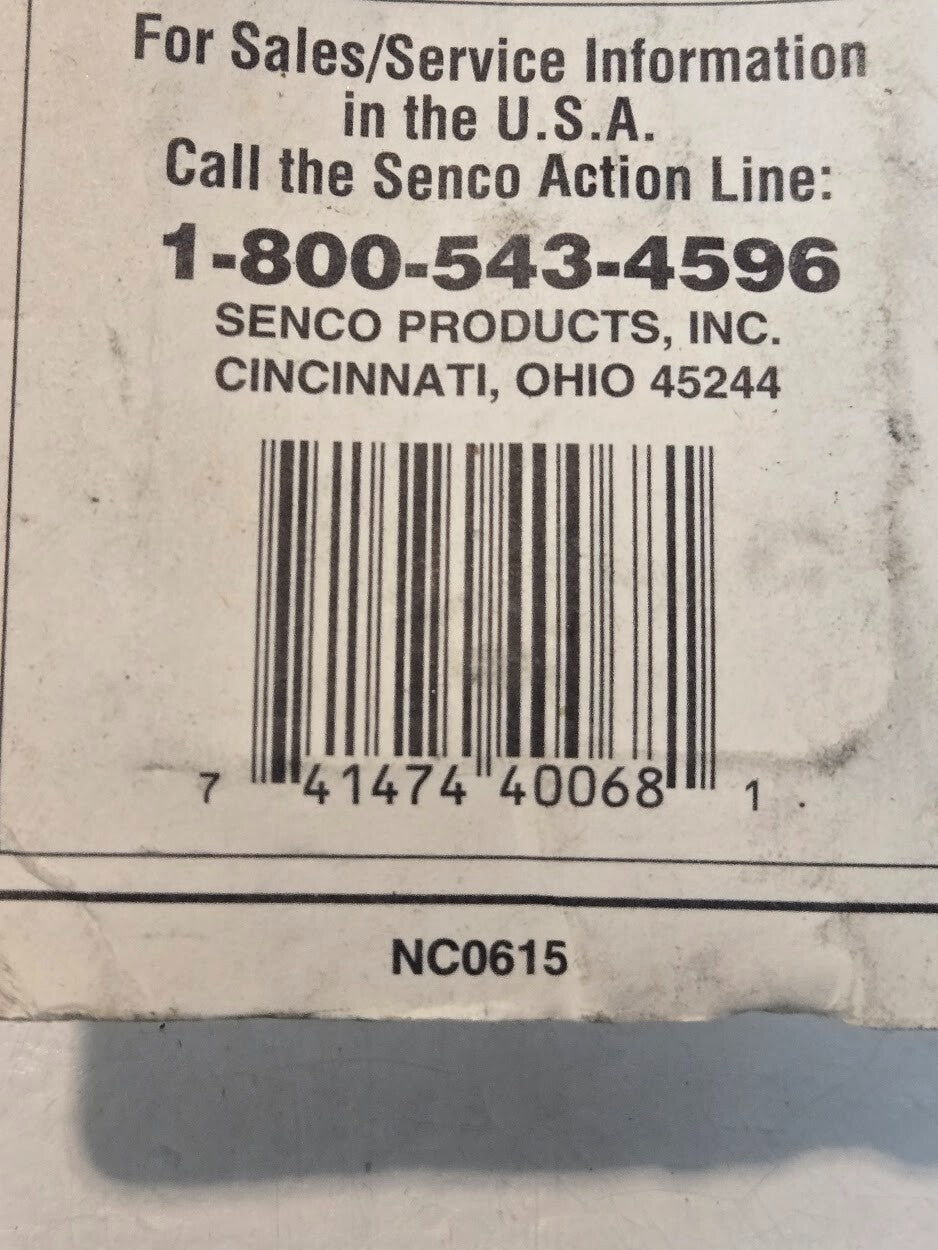 For Sales/Service Information
in the U.S.A.
Call the Senco Action Line:
1-800-543-4596
SENCO PRODUCTS, INC.
CINCINNATI, OHIO 45244
7 41474 40068 1
NC0615